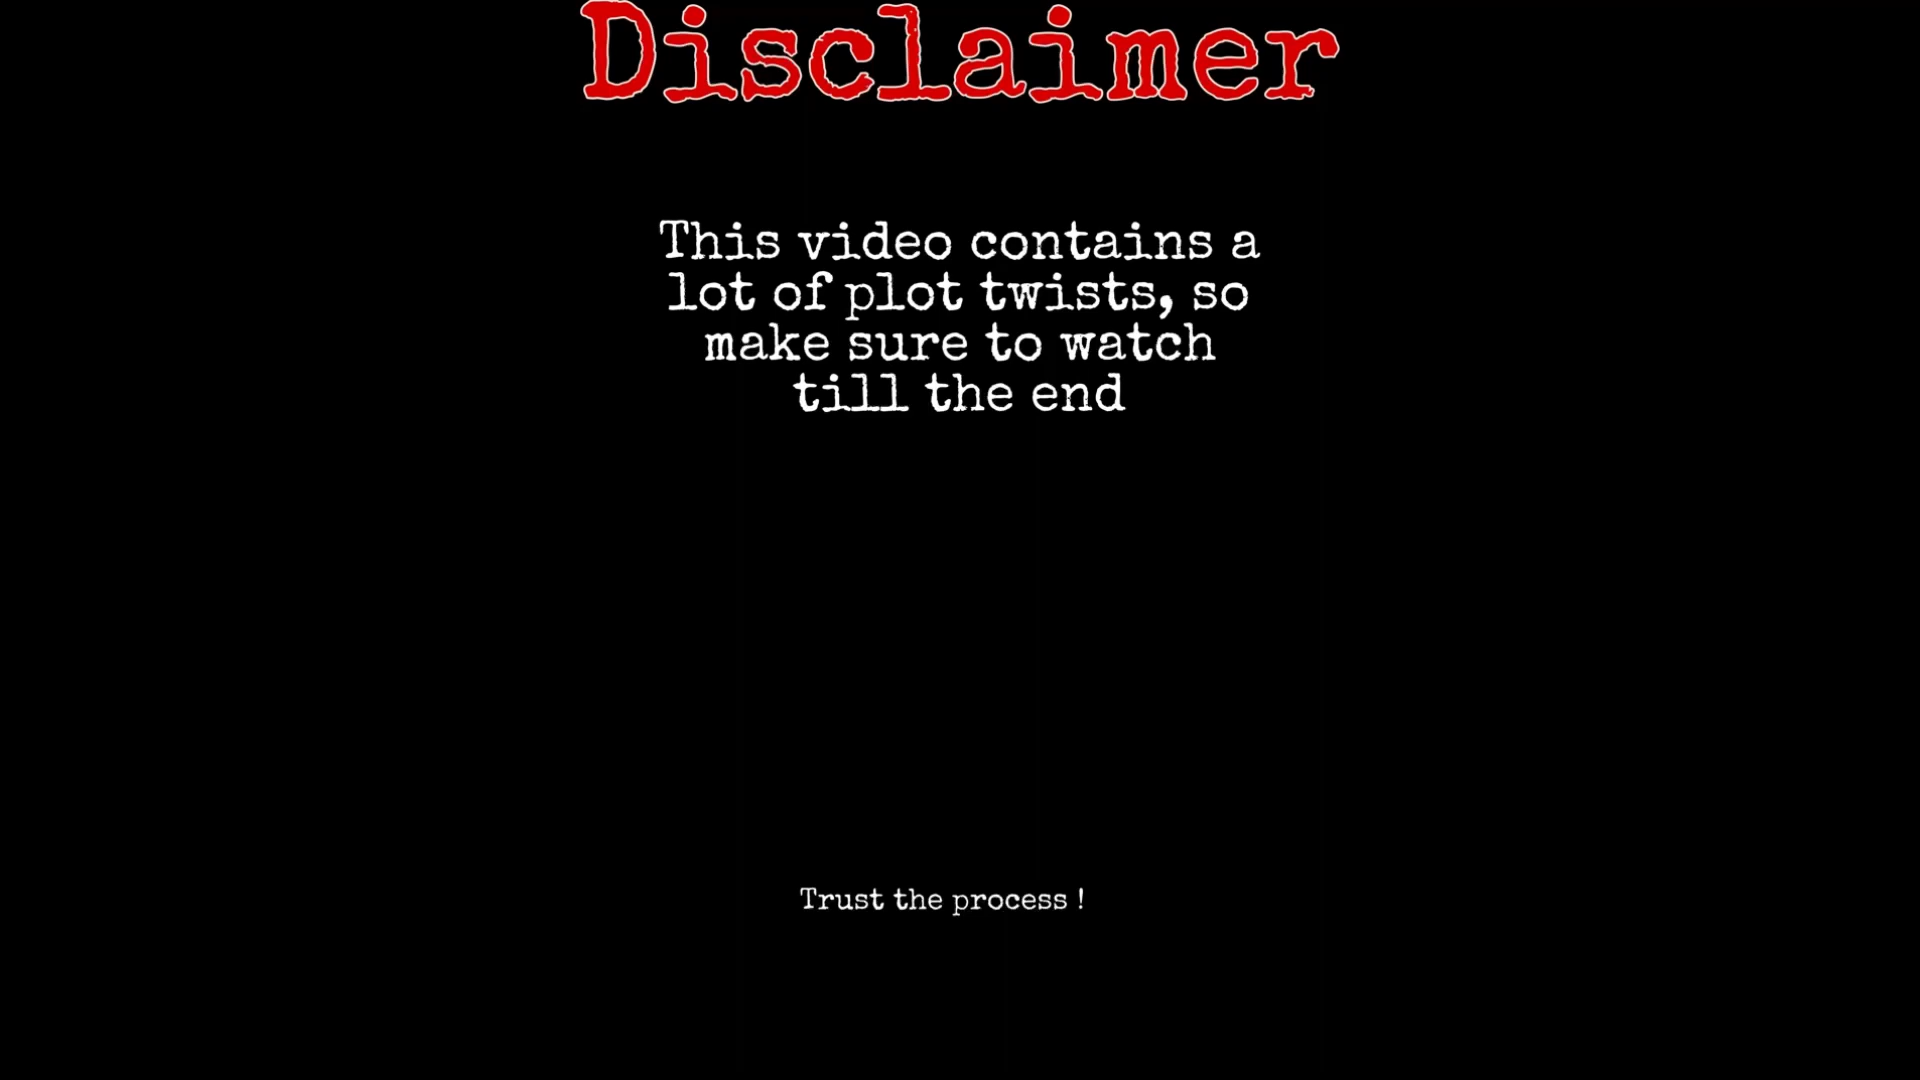 Disclaimer
This video contains a
lot of plot twists, so
make sure to watch
till the end
Trust the process !